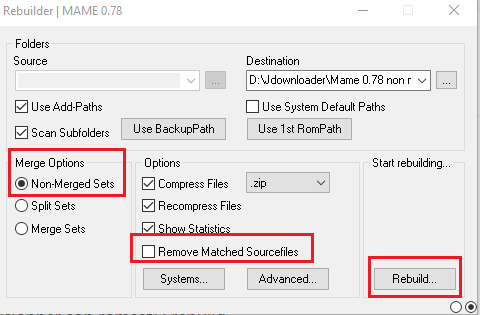 Rebuilder | MAME 0.78
Folders
Source
Destination
D:\Jdownloader\Mame 0.78 non r
...
...
Use Add-Paths
Use System Default Paths
Scan Subfolders
Use BackupPath
Use 1st RomPath
Merge Options
Options
Start rebuilding...
Non-Merged Sets
Compress Files
.zip
Split Sets
Recompress Files
Merge Sets
Show Statistics
Remove Matched Sourcefiles
Systems...
Advanced...
Rebuild...